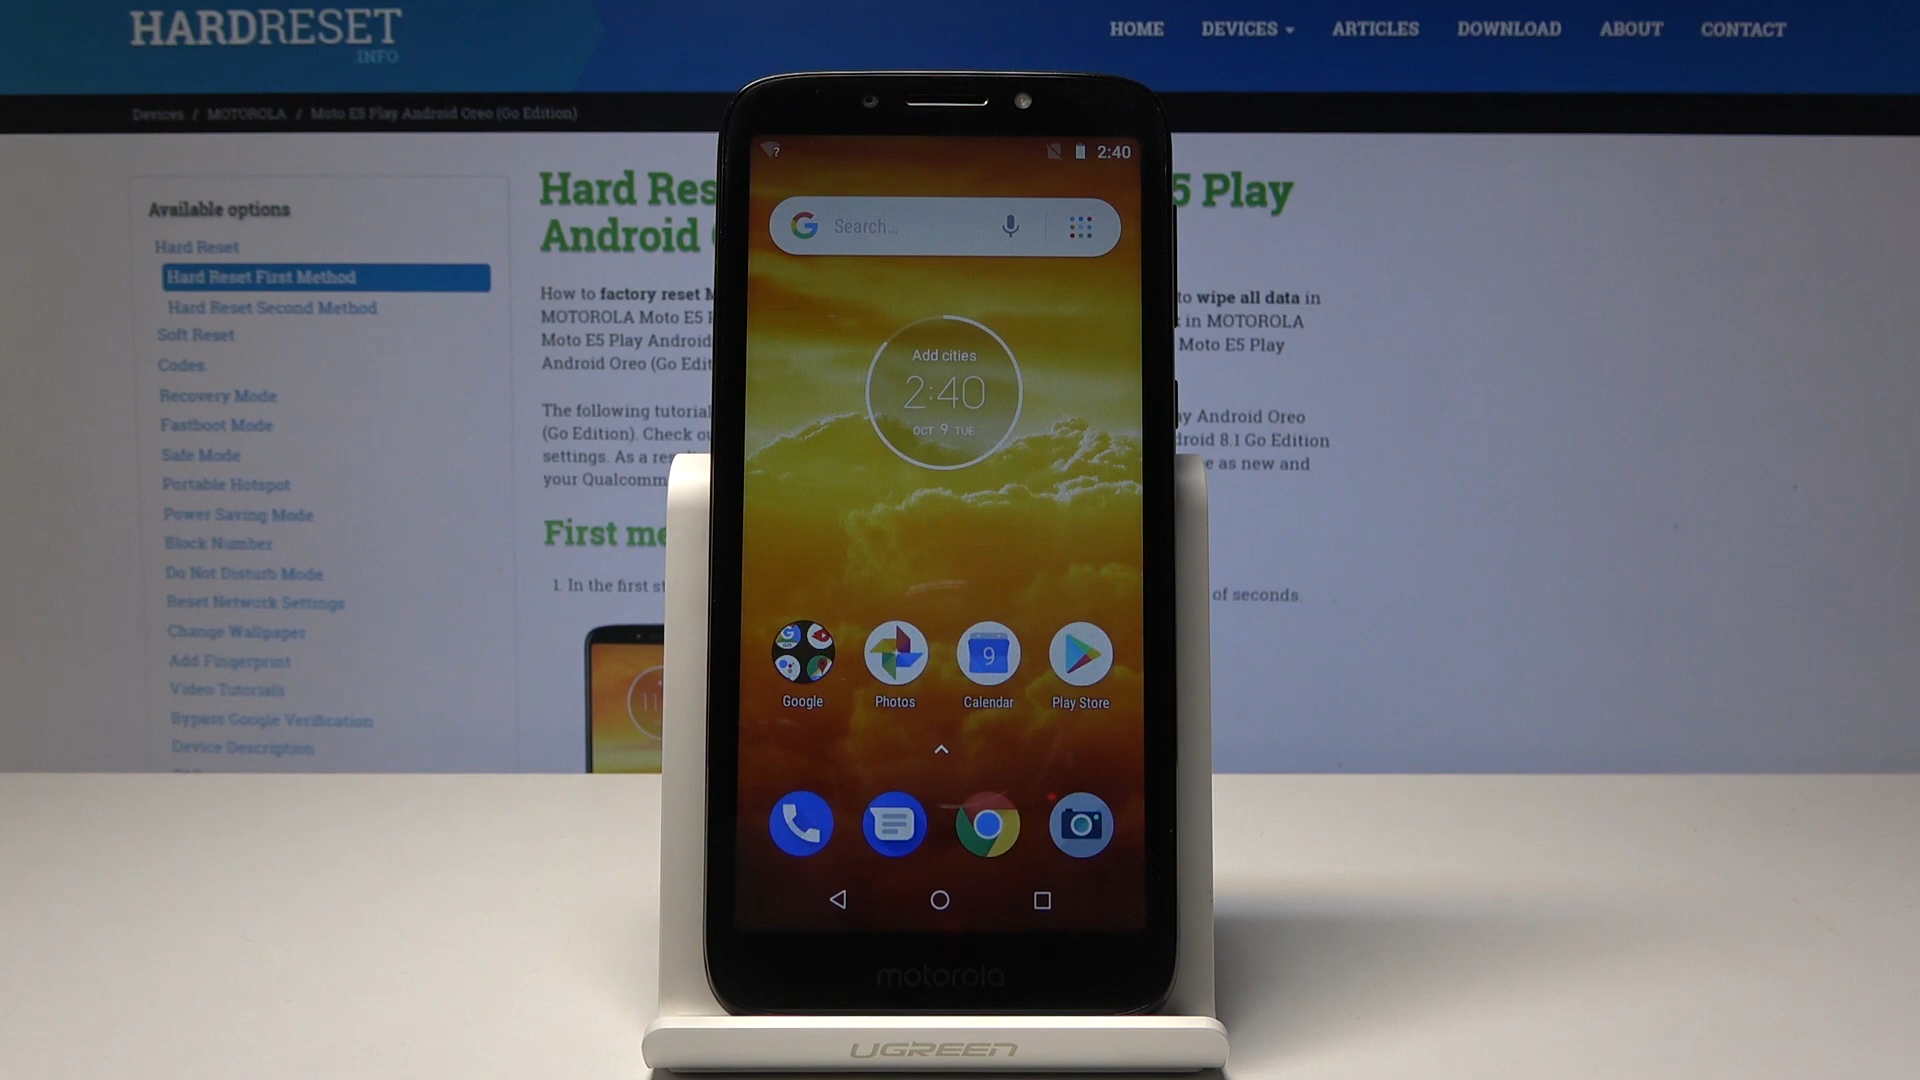 HARDRESET
.INFO
HOME DEVICES ARTICLES DOWNLOAD ABOUT CONTACT
Devices / MOTOROLA / Moto E5 Play Android Oreo (Go Edition)
Available options
Hard Reset
Hard Reset First Method
Hard Reset Second Method
Soft Reset
Codes
Recovery Mode
Fastboot Mode
Safe Mode
Portable Hotspot
Power Saving Mode
Block Number
Do Not Disturb Mode
Reset Network Settings
Change Wallpaper
Add Fingerprint
Video Tutorials
Bypass Google Verification
Device Description
Hard Res 5 Play
Android
How to factory reset M to wipe all data in
MOTOROLA Moto E5 in MOTOROLA
Moto E5 Play Android Moto E5 Play
Android Oreo (Go Edit
The following tutorial ay Android Oreo
(Go Edition). Check droid 8.1 Go Edition
settings. As a e as new and
your Qualcomm
First me
1. In the first st of seconds.
11
? 2:40
Search...
Add cities
2:40
OCT 9 TUE
9
Google Photos Calendar Play Store
motorola
UGREEN